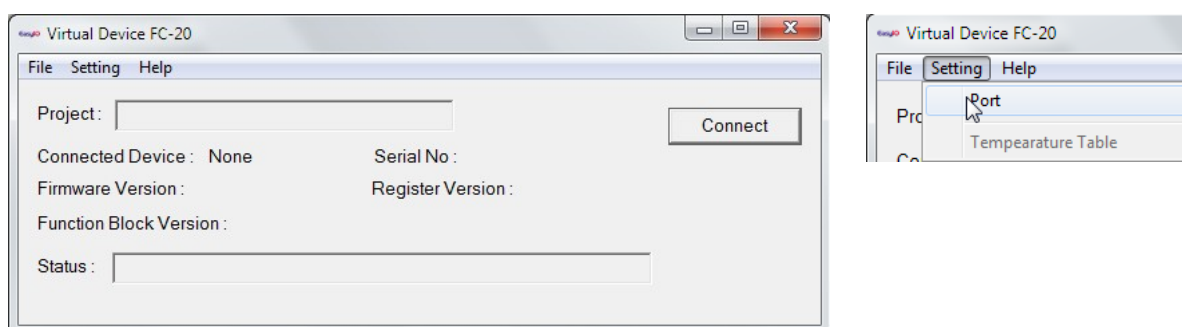 Virtual Device FC-20
File Setting Help
Project :
Connect
Connected Device : None Serial No :
Firmware Version : Register Version :
Function Block Version :
Status :
Virtual Device FC-20
File Setting Help
Port
Tempearature Table